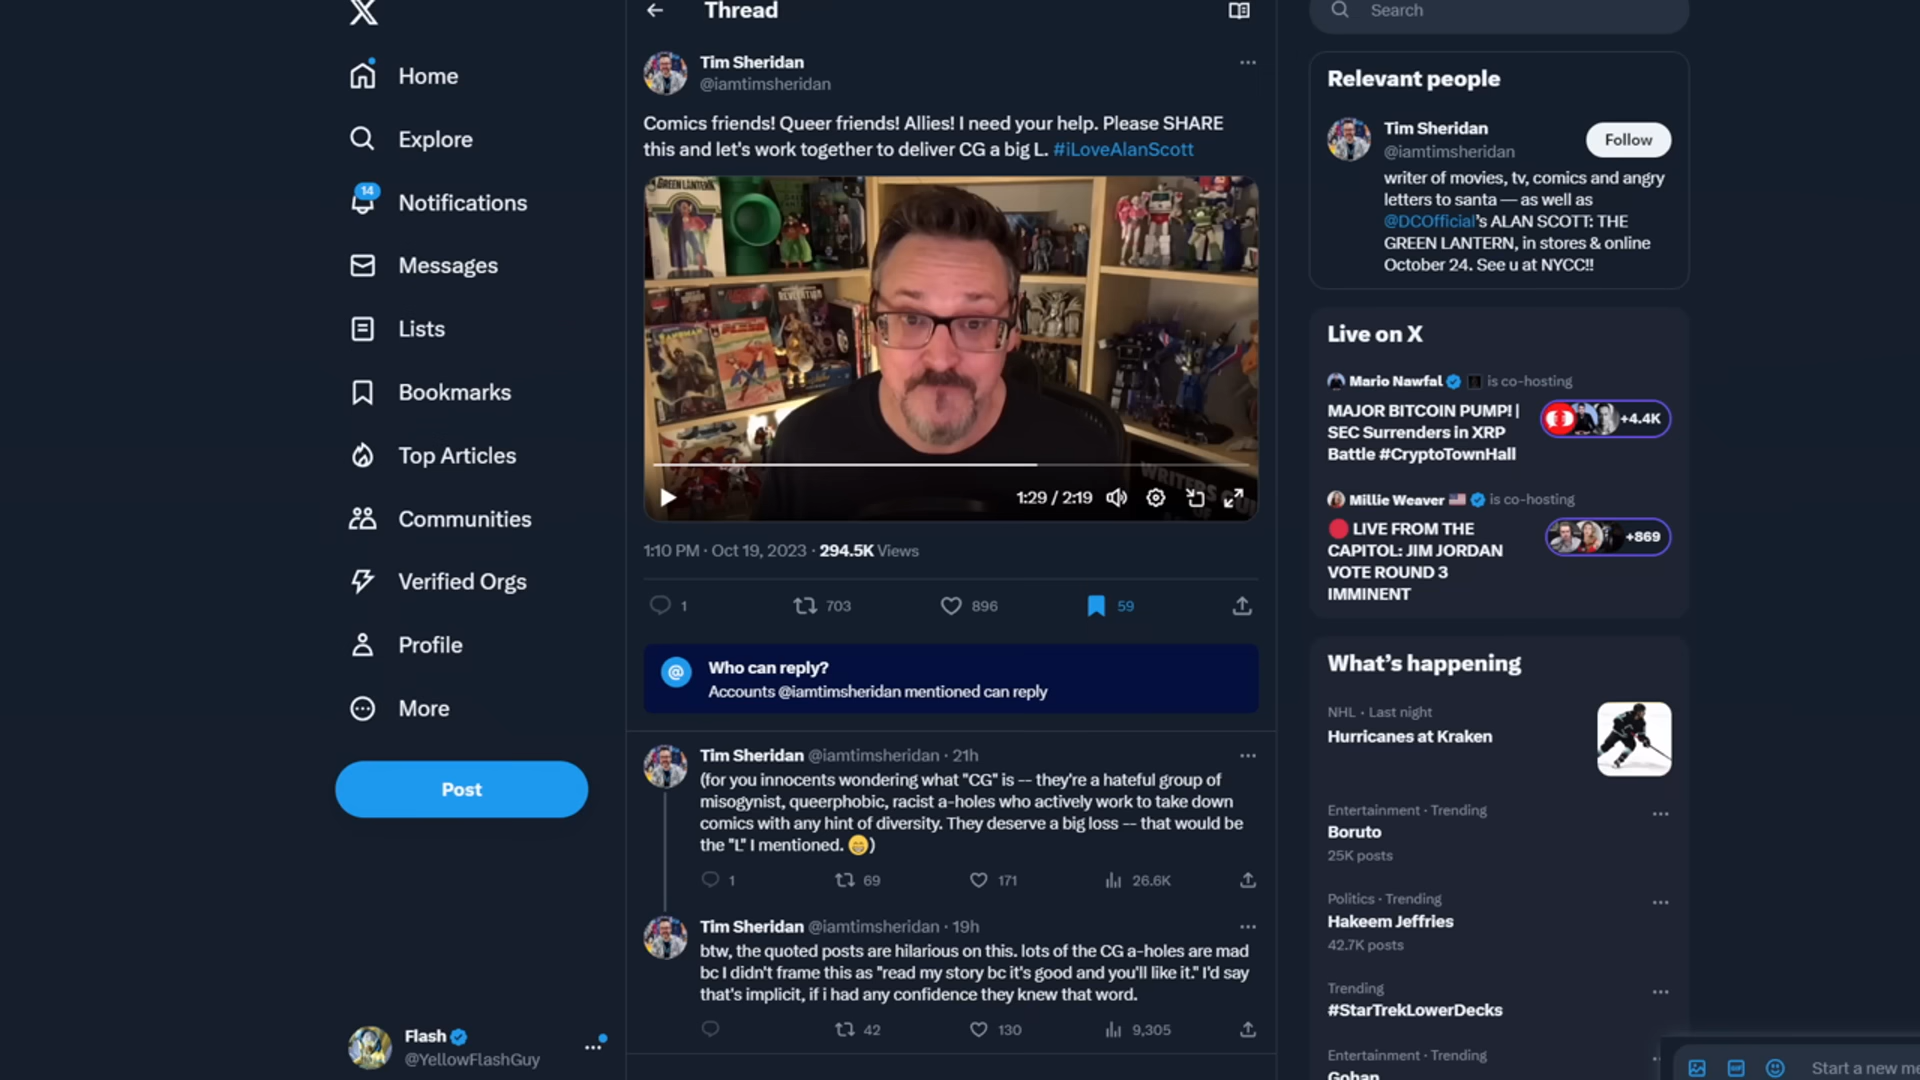 Thread
Search
Home
Explore
14
Notifications
Messages
Lists
Bookmarks
Top Articles
Communities
Verified Orgs
Profile
More
Post
Flash
@YellowFlashGuy
Tim Sheridan
@iamtimsheridan
Comics friends! Queer friends! Allies! I need your help. Please SHARE
this and let's work together to deliver CG a big L. #iLoveAlanScott
GREEN LANTERN
REVELATION
WRITERS
1:29 / 2:19
1:10 PM · Oct 19, 2023 · 294.5K Views
1 703 896 59
Who can reply?
Accounts @iamtimsheridan mentioned can reply
Tim Sheridan @iamtimsheridan · 21h
(for you innocents wondering what "CG" is -- they're a hateful group of
misogynist, queerphobic, racist a-holes who actively work to take down
comics with any hint of diversity. They deserve a big loss -- that would be
the "L" I mentioned. 😁)
1 69 171 26.6K
Tim Sheridan @iamtimsheridan · 19h
btw, the quoted posts are hilarious on this. lots of the CG a-holes are mad
bc I didn't frame this as "read my story bc it's good and you'll like it." I'd say
that's implicit, if i had any confidence they knew that word.
42 130 9,305
Relevant people
Tim Sheridan
@iamtimsheridan
Follow
writer of movies, tv, comics and angry
letters to santa — as well as
@DCOfficial's ALAN SCOTT: THE
GREEN LANTERN, in stores & online
October 24. See u at NYCC!!
Live on X
Mario Nawfal is co-hosting
MAJOR BITCOIN PUMP! |
SEC Surrenders in XRP
Battle #CryptoTownHall
+4.4K
Millie Weaver 🇺🇸 is co-hosting
🔴 LIVE FROM THE
CAPITOL: JIM JORDAN
VOTE ROUND 3
IMMINENT
+869
What's happening
NHL · Last night
Hurricanes at Kraken
Entertainment · Trending
Boruto
25K posts
Politics · Trending
Hakeem Jeffries
42.7K posts
Trending
#StarTrekLowerDecks
Entertainment · Trending
Gohan
Start a new me